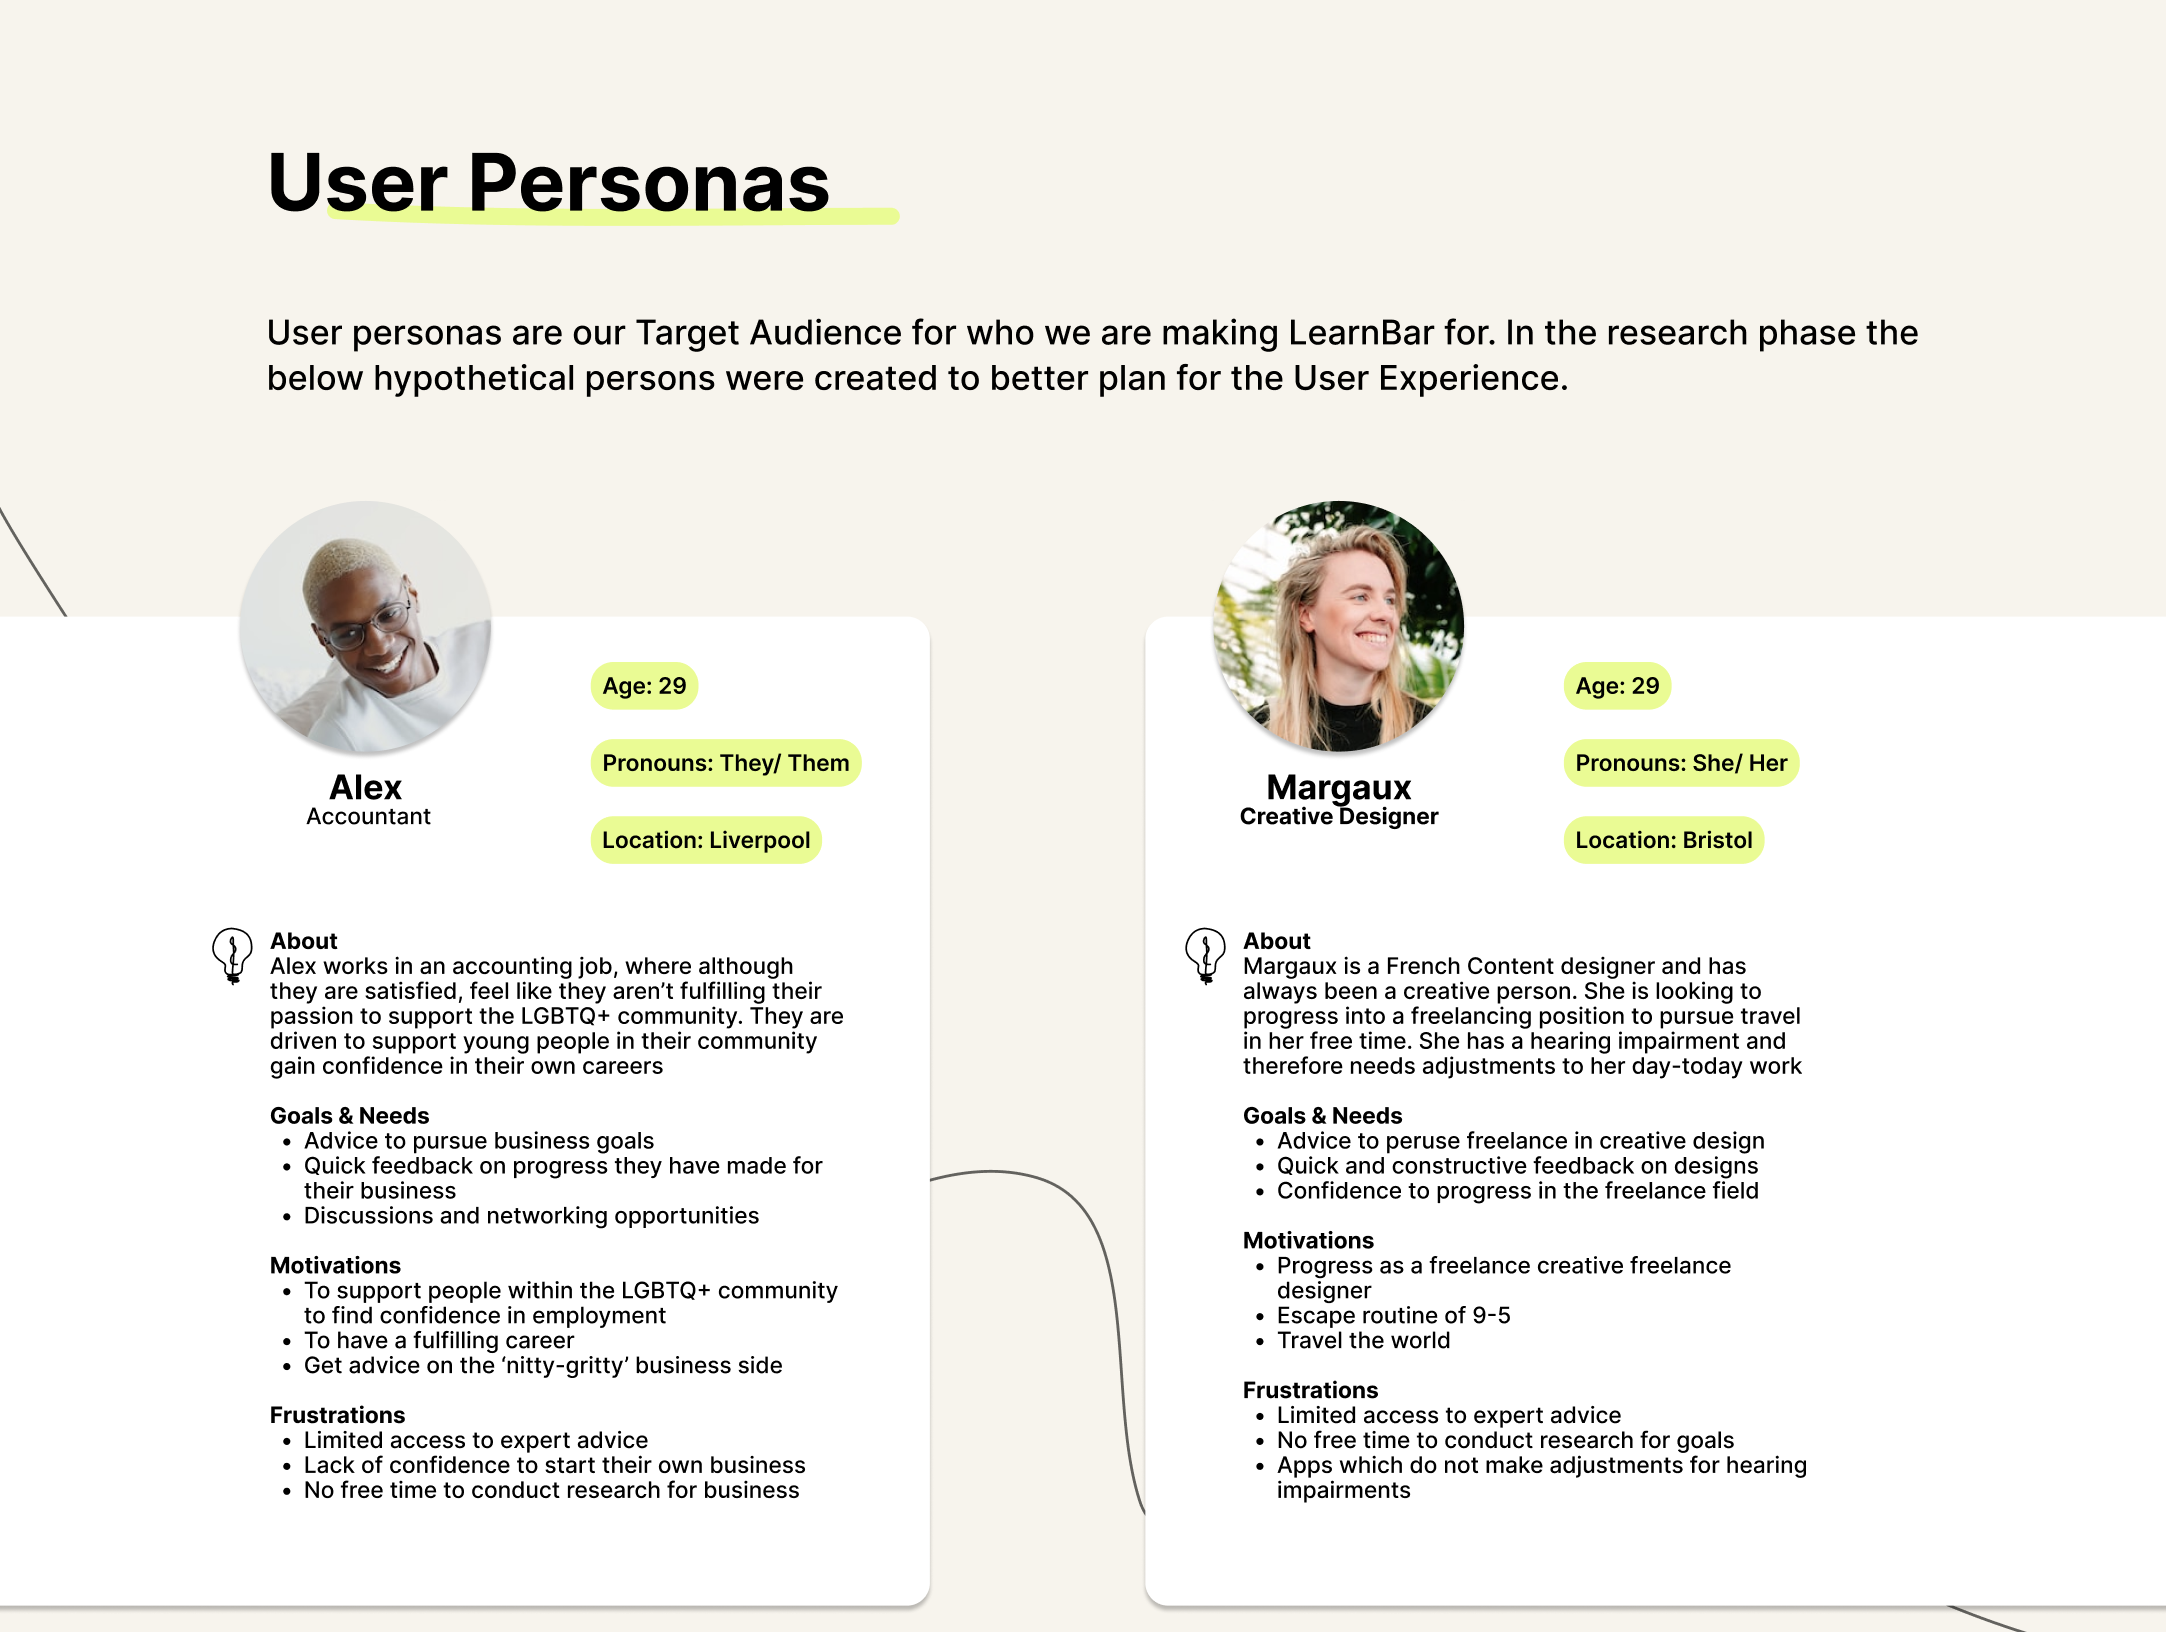 User Personas
User personas are our Target Audience for who we are making LearnBar for. In the research phase the
below hypothetical persons were created to better plan for the User Experience.
Alex
Accountant
Age: 29
Pronouns: They/ Them
Location: Liverpool
About
Alex works in an accounting job, where although
they are satisfied, feel like they aren’t fulfilling their
passion to support the LGBTQ+ community. They are
driven to support young people in their community
gain confidence in their own careers
Goals & Needs
• Advice to pursue business goals
• Quick feedback on progress they have made for
their business
• Discussions and networking opportunities
Motivations
• To support people within the LGBTQ+ community
to find confidence in employment
• To have a fulfilling career
• Get advice on the ‘nitty-gritty’ business side
Frustrations
• Limited access to expert advice
• Lack of confidence to start their own business
• No free time to conduct research for business
Margaux
Creative Designer
Age: 29
Pronouns: She/ Her
Location: Bristol
About
Margaux is a French Content designer and has
always been a creative person. She is looking to
progress into a freelancing position to pursue travel
in her free time. She has a hearing impairment and
therefore needs adjustments to her day-today work
Goals & Needs
• Advice to peruse freelance in creative design
• Quick and constructive feedback on designs
• Confidence to progress in the freelance field
Motivations
• Progress as a freelance creative freelance
designer
• Escape routine of 9-5
• Travel the world
Frustrations
• Limited access to expert advice
• No free time to conduct research for goals
• Apps which do not make adjustments for hearing
impairments